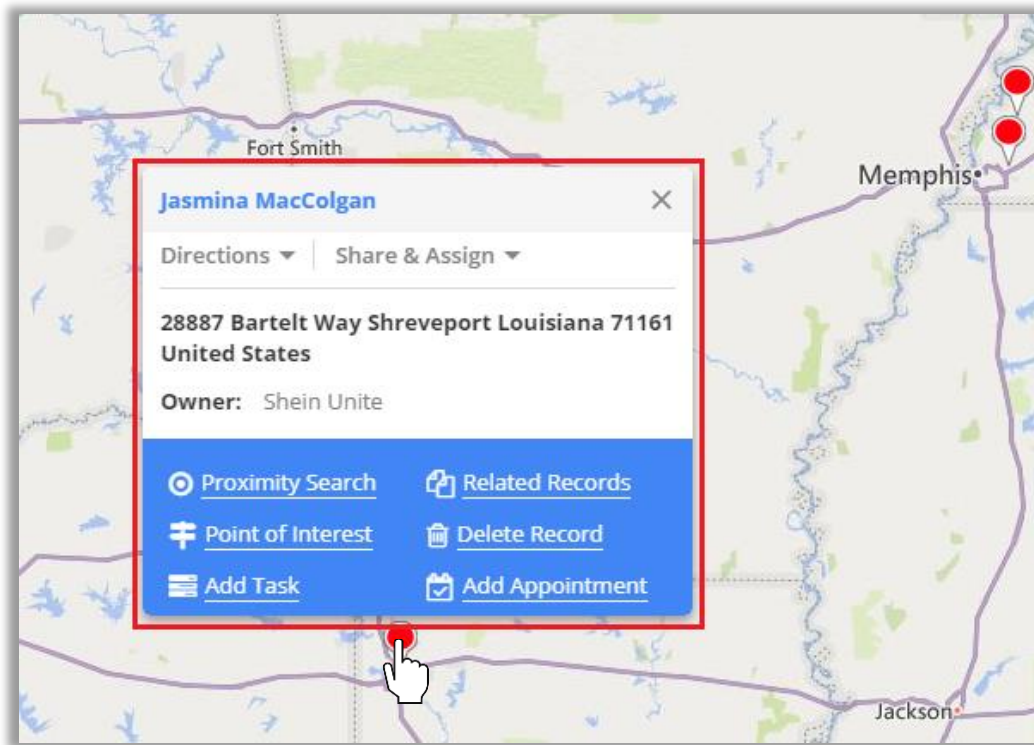 Fort Smith
Memphis
Jasmina MacColgan
Directions Share & Assign
28887 Bartelt Way Shreveport Louisiana 71161
United States
Owner: Shein Unite
Proximity Search Related Records
Point of Interest Delete Record
Add Task Add Appointment
Jackson